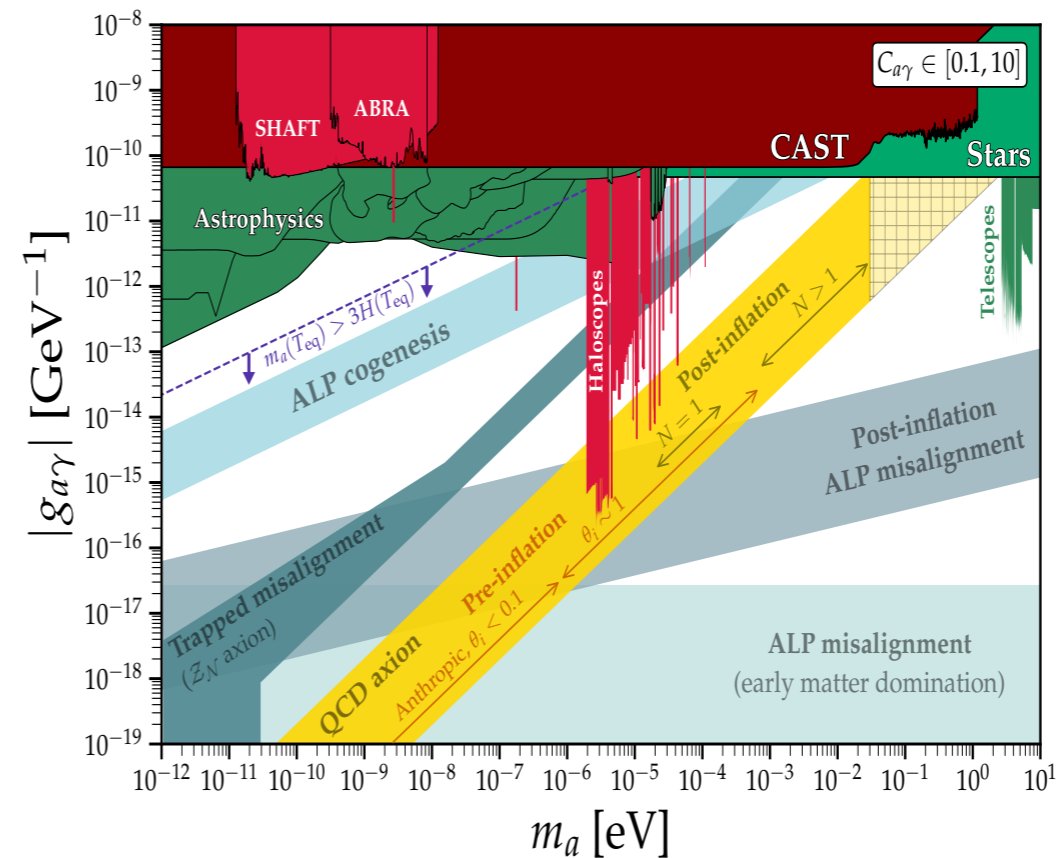 10⁻⁸
10⁻⁹
10⁻¹⁰
10⁻¹¹
10⁻¹²
10⁻¹³
10⁻¹⁴
10⁻¹⁵
10⁻¹⁶
10⁻¹⁷
10⁻¹⁸
10⁻¹⁹
|g_{aγ}| [GeV⁻¹]
C_{aγ} ∈ [0.1, 10]
SHAFT
ABRA
CAST
Stars
Astrophysics
m_a(T_eq) > 3H(T_eq)
ALP cogenesis
Haloscopes
Telescopes
Post-inflation
N > 1
N = 1
Post-inflation
ALP misalignment
Pre-inflation
θ_i ~ 1
Trapped misalignment
(𝒵_N axion)
QCD axion
Anthropic, θ_i < 0.1
ALP misalignment
(early matter domination)
10⁻¹² 10⁻¹¹ 10⁻¹⁰ 10⁻⁹ 10⁻⁸ 10⁻⁷ 10⁻⁶ 10⁻⁵ 10⁻⁴ 10⁻³ 10⁻² 10⁻¹ 10⁰ 10¹
m_a [eV]